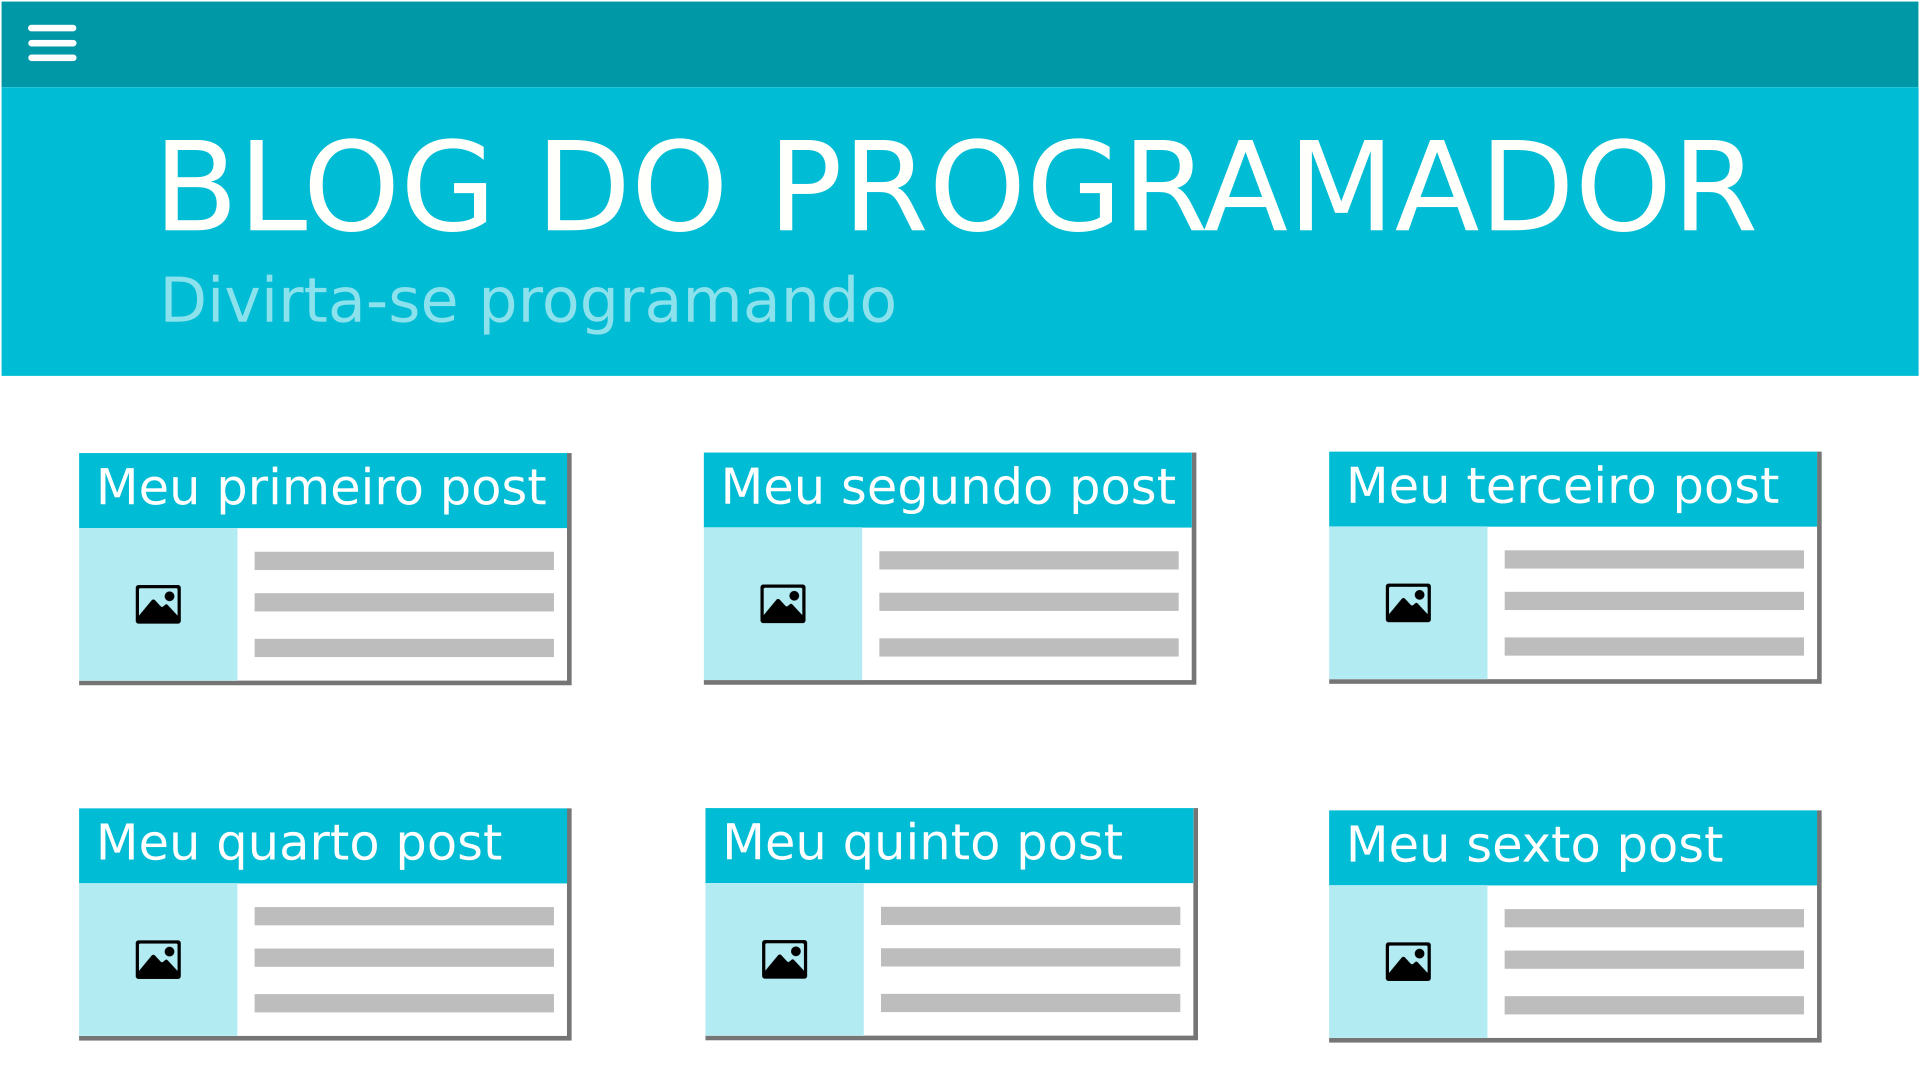 BLOG DO PROGRAMADOR
Divirta-se programando
Meu primeiro post
Meu segundo post
Meu terceiro post
Meu quarto post
Meu quinto post
Meu sexto post